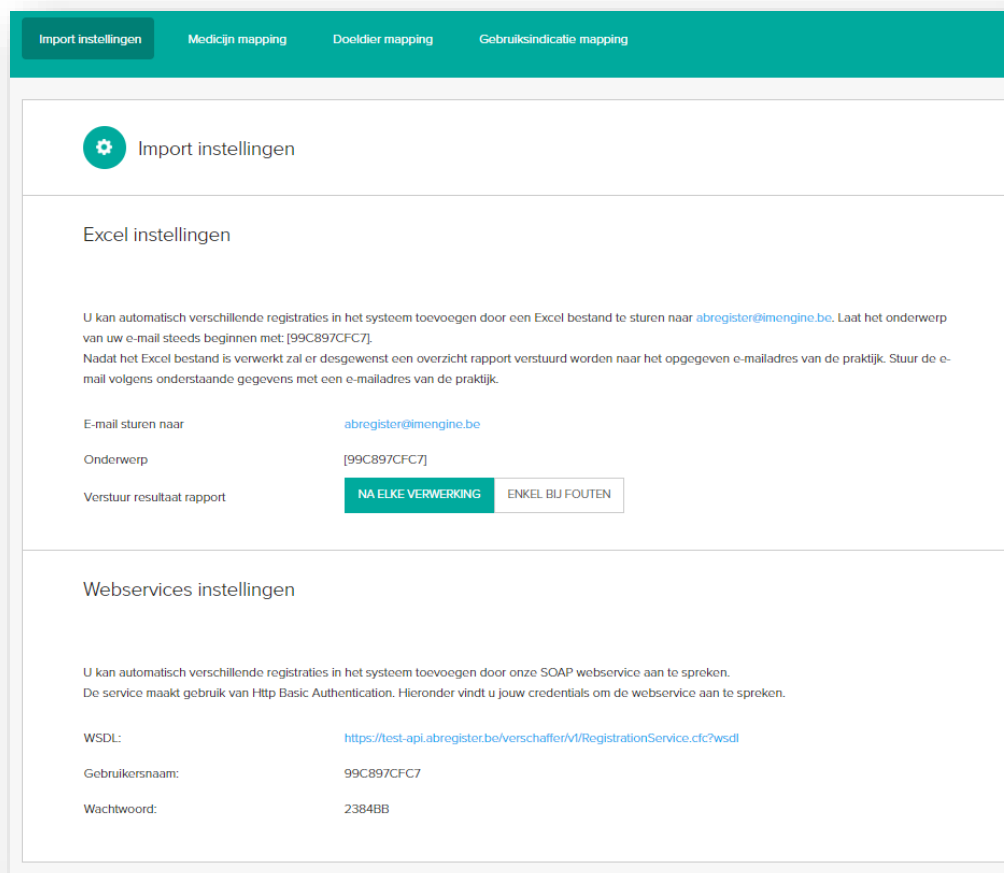 Import instellingen Medicijn mapping Doeldier mapping Gebruiksindicatie mapping
Import instellingen
Excel instellingen
U kan automatisch verschillende registraties in het systeem toevoegen door een Excel bestand te sturen naar abregister@imengine.be. Laat het onderwerp
van uw e-mail steeds beginnen met: [99C897CFC7].
Nadat het Excel bestand is verwerkt zal er desgewenst een overzicht rapport verstuurd worden naar het opgegeven e-mailadres van de praktijk. Stuur de e-
mail volgens onderstaande gegevens met een e-mailadres van de praktijk.
E-mail sturen naar abregister@imengine.be
Onderwerp [99C897CFC7]
Verstuur resultaat rapport NA ELKE VERWERKING ENKEL BIJ FOUTEN
Webservices instellingen
U kan automatisch verschillende registraties in het systeem toevoegen door onze SOAP webservice aan te spreken.
De service maakt gebruik van Http Basic Authentication. Hieronder vindt u jouw credentials om de webservice aan te spreken.
WSDL: https://test-api.abregister.be/verschaffer/v1/RegistrationService.cfc?wsdl
Gebruikersnaam: 99C897CFC7
Wachtwoord: 2384BB